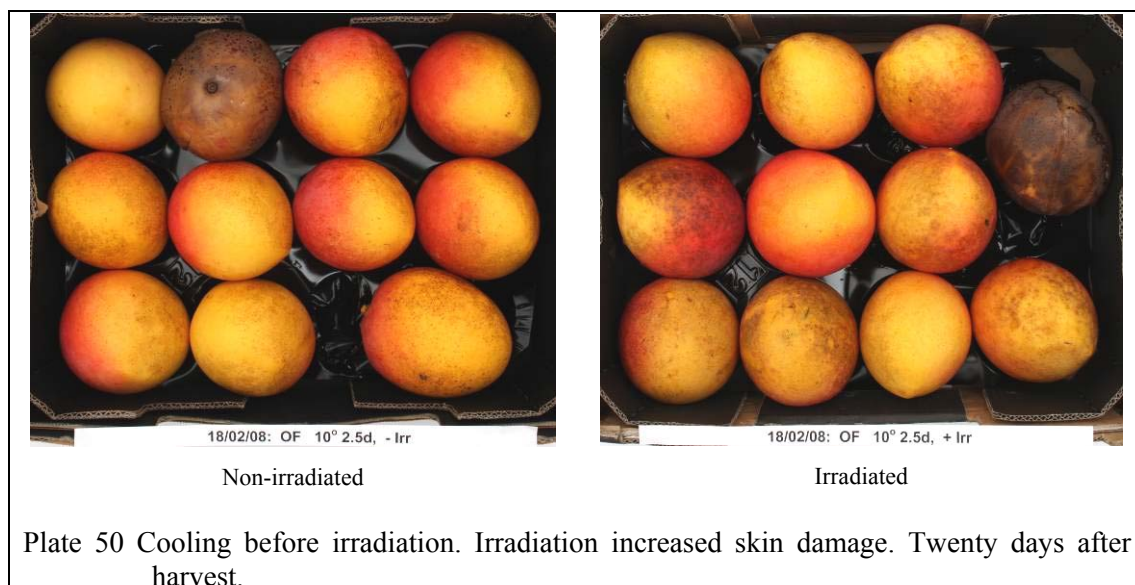 18/02/08: OF 10° 2.5d, - Irr
18/02/08: OF 10° 2.5d, + Irr
Non-irradiated
Irradiated
Plate 50 Cooling before irradiation. Irradiation increased skin damage. Twenty days after
harvest.